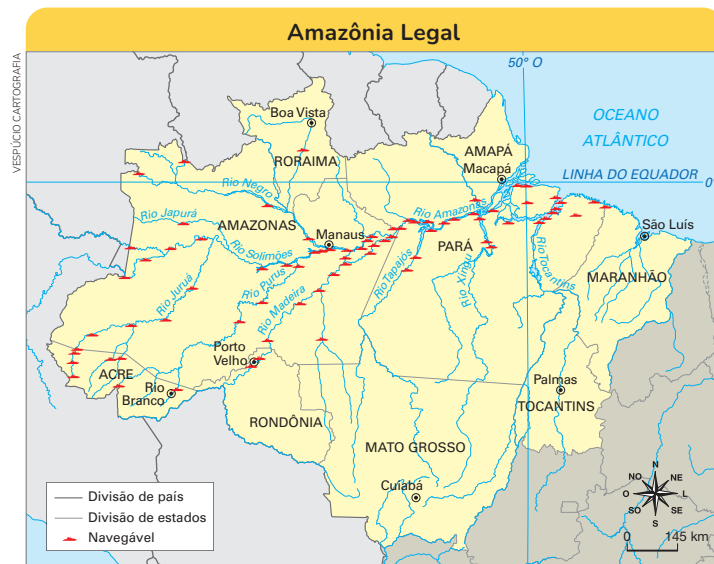 Amazônia Legal
VESPÚCIO CARTOGRAFIA
50° O
OCEANO
ATLÂNTICO
LINHA DO EQUADOR
0
Boa Vista
RORAIMA
AMAPÁ
Macapá
Rio Negro
Rio Japurá
AMAZONAS
Manaus
Rio Amazonas
Rio Solimões
PARÁ
São Luís
Rio Purus
Rio Juruá
Rio Madeira
Rio Tapajós
Rio Xingu
Rio Tocantins
MARANHÃO
Porto
Velho
ACRE
Rio
Branco
RONDÔNIA
Palmas
TOCANTINS
MATO GROSSO
Cuiabá
Divisão de país
Divisão de estados
Navegável
N
NO
NE
O
L
SO
SE
S
0
145 km